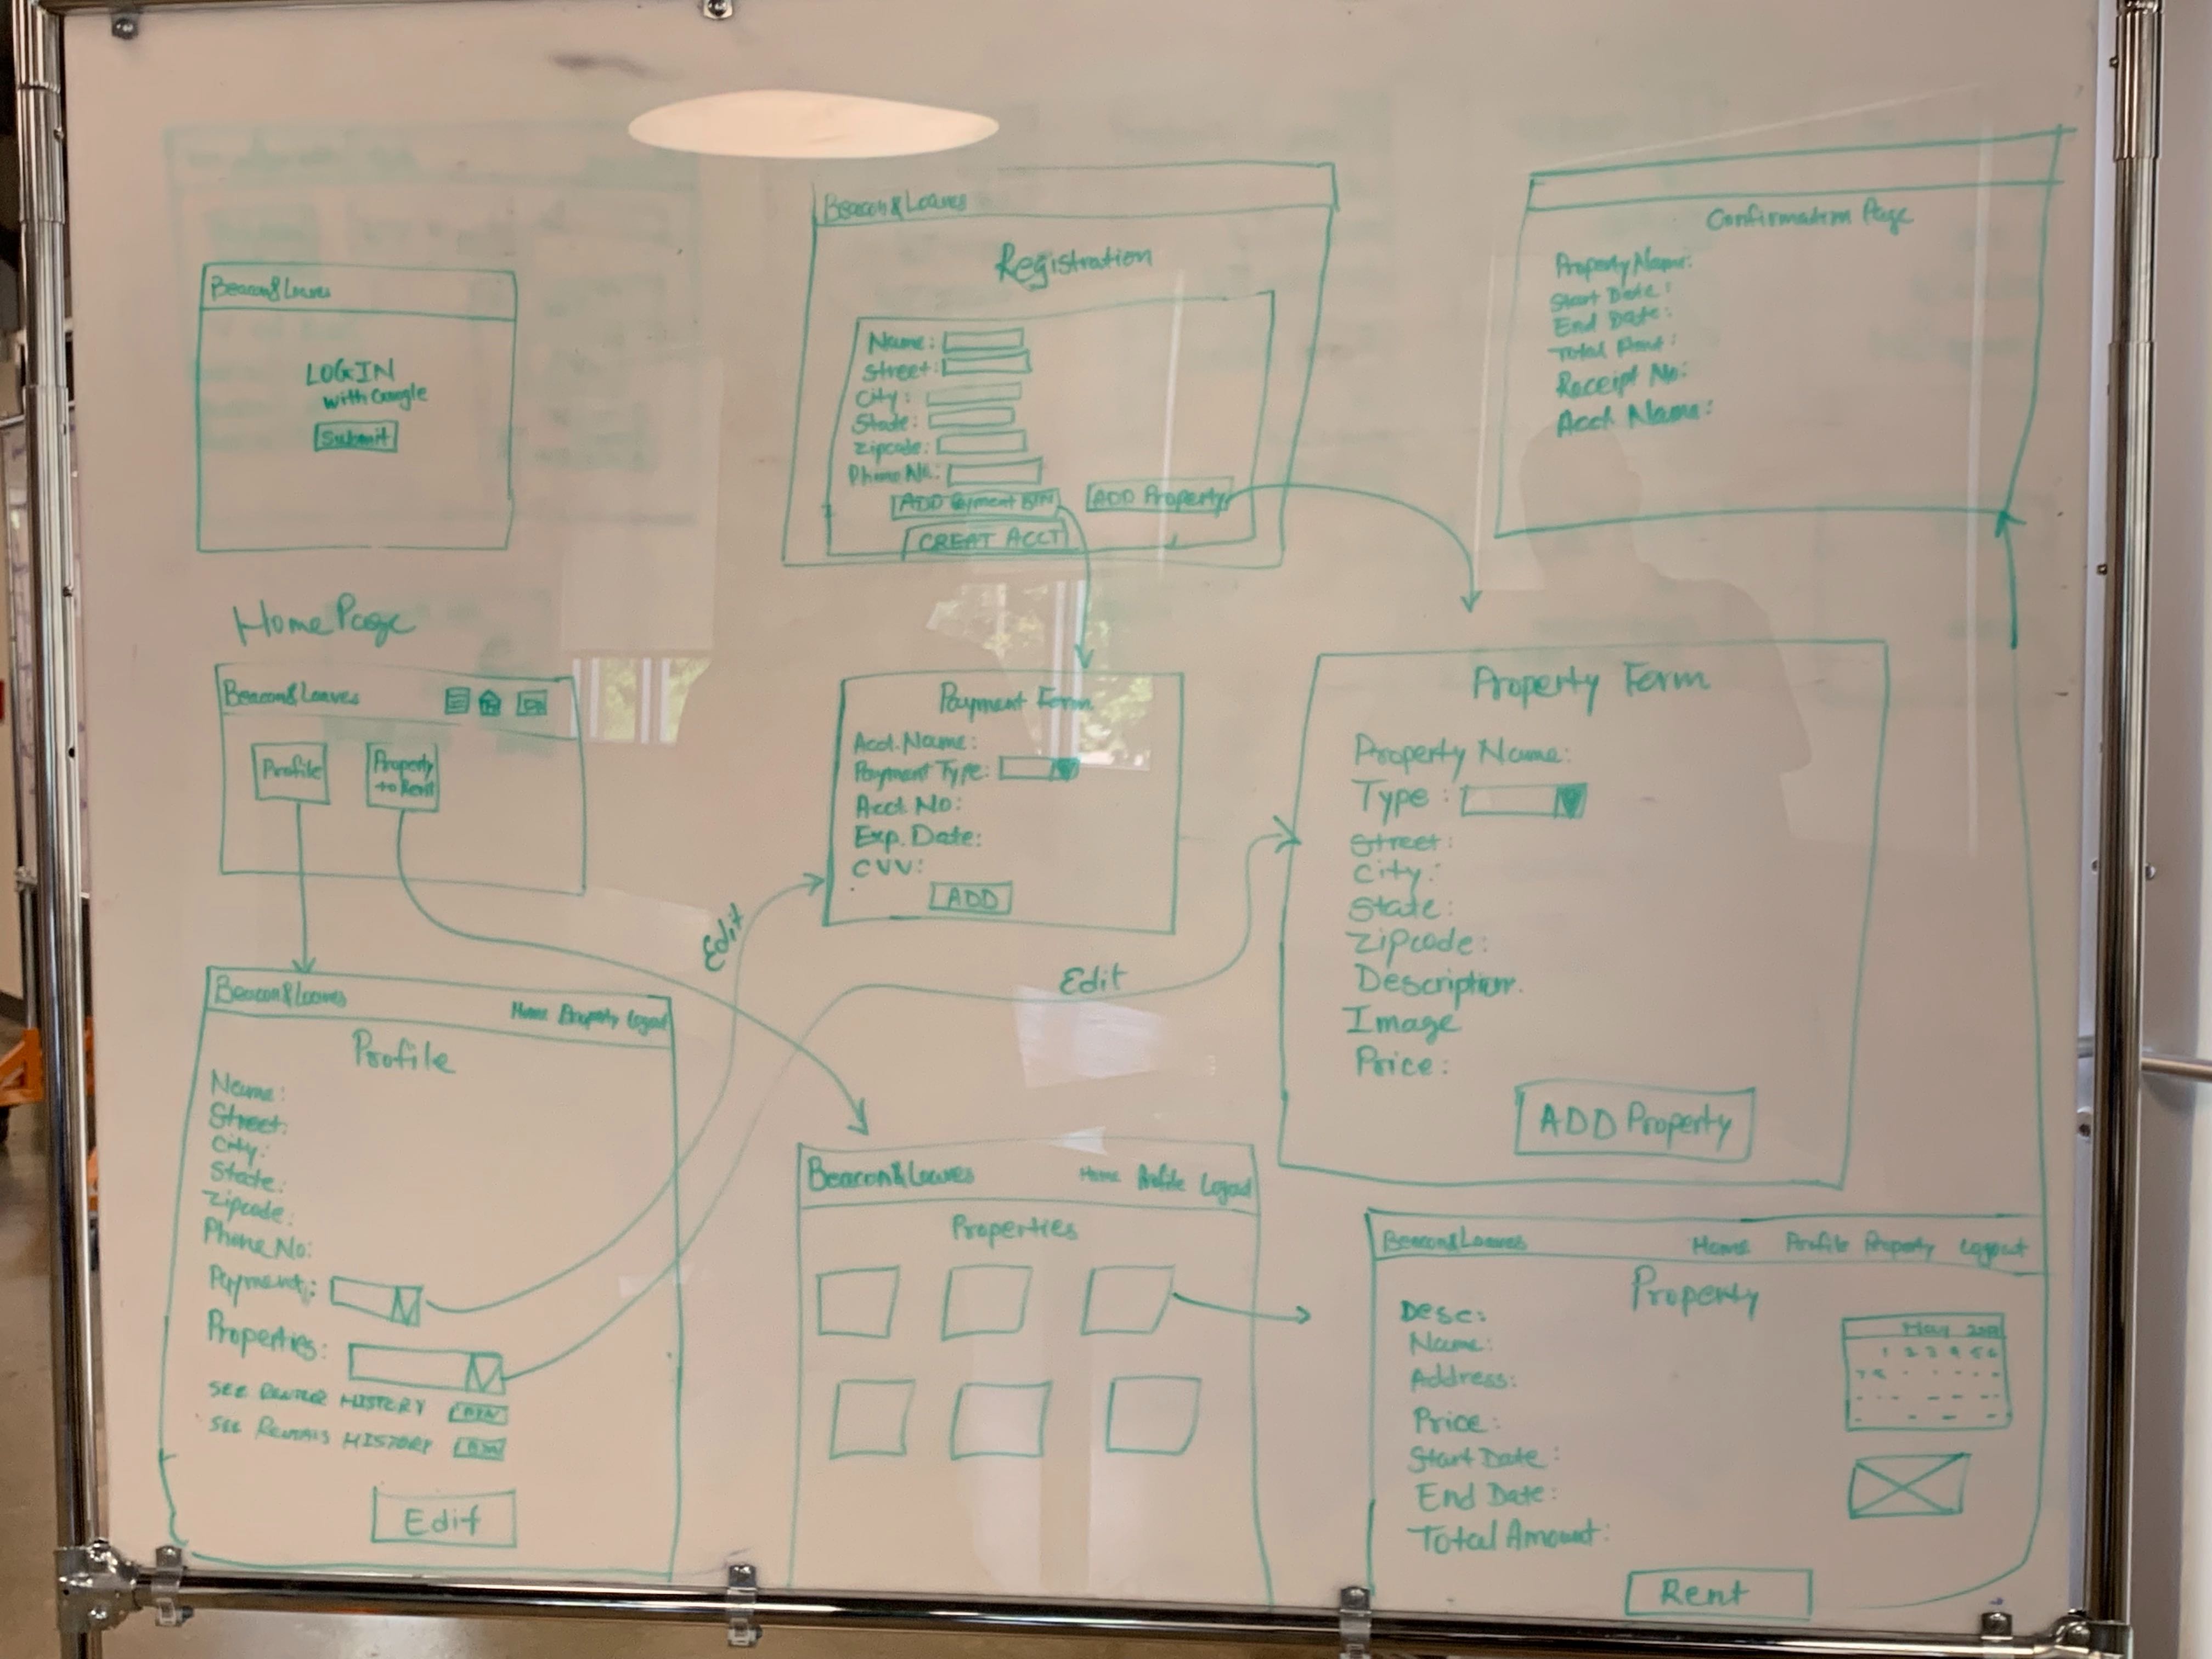 Beacon&Loaves
LOGIN
with Google
Submit
Beacon&Loaves
Registration
Name:
Street:
City:
State:
Zipcode:
Phone No.:
ADD Payment BTN
ADD Property
CREAT ACCT
Confirmation Page
Property Name:
Start Date:
End Date:
Total Rent:
Receipt No:
Acct Name:
Home Page
Beacon&Loaves
Profile
Property
to Rent
Payment Form
Acct. Name:
Payment Type:
Acct. No:
Exp. Date:
CVV:
ADD
Property Form
Property Name:
Type:
Street:
City:
State:
Zipcode:
Description:
Image
Price:
ADD Property
Edit
Edit
Beacon&Loaves
Home Property Logout
Profile
Name:
Street:
City:
State:
Zipcode:
Phone No:
Payment:
Properties:
SEE RENTER HISTORY BTN
SEE RENTALS HISTORY BTN
Edit
Beacon&Loaves Home Profile Logout
Properties
Beacon&Loaves Home Profile Property Logout
Property
Desc:
Name:
Address:
Price:
Start Date:
End Date:
Total Amount:
May
1 2 3 4 5 6
7 8
Rent